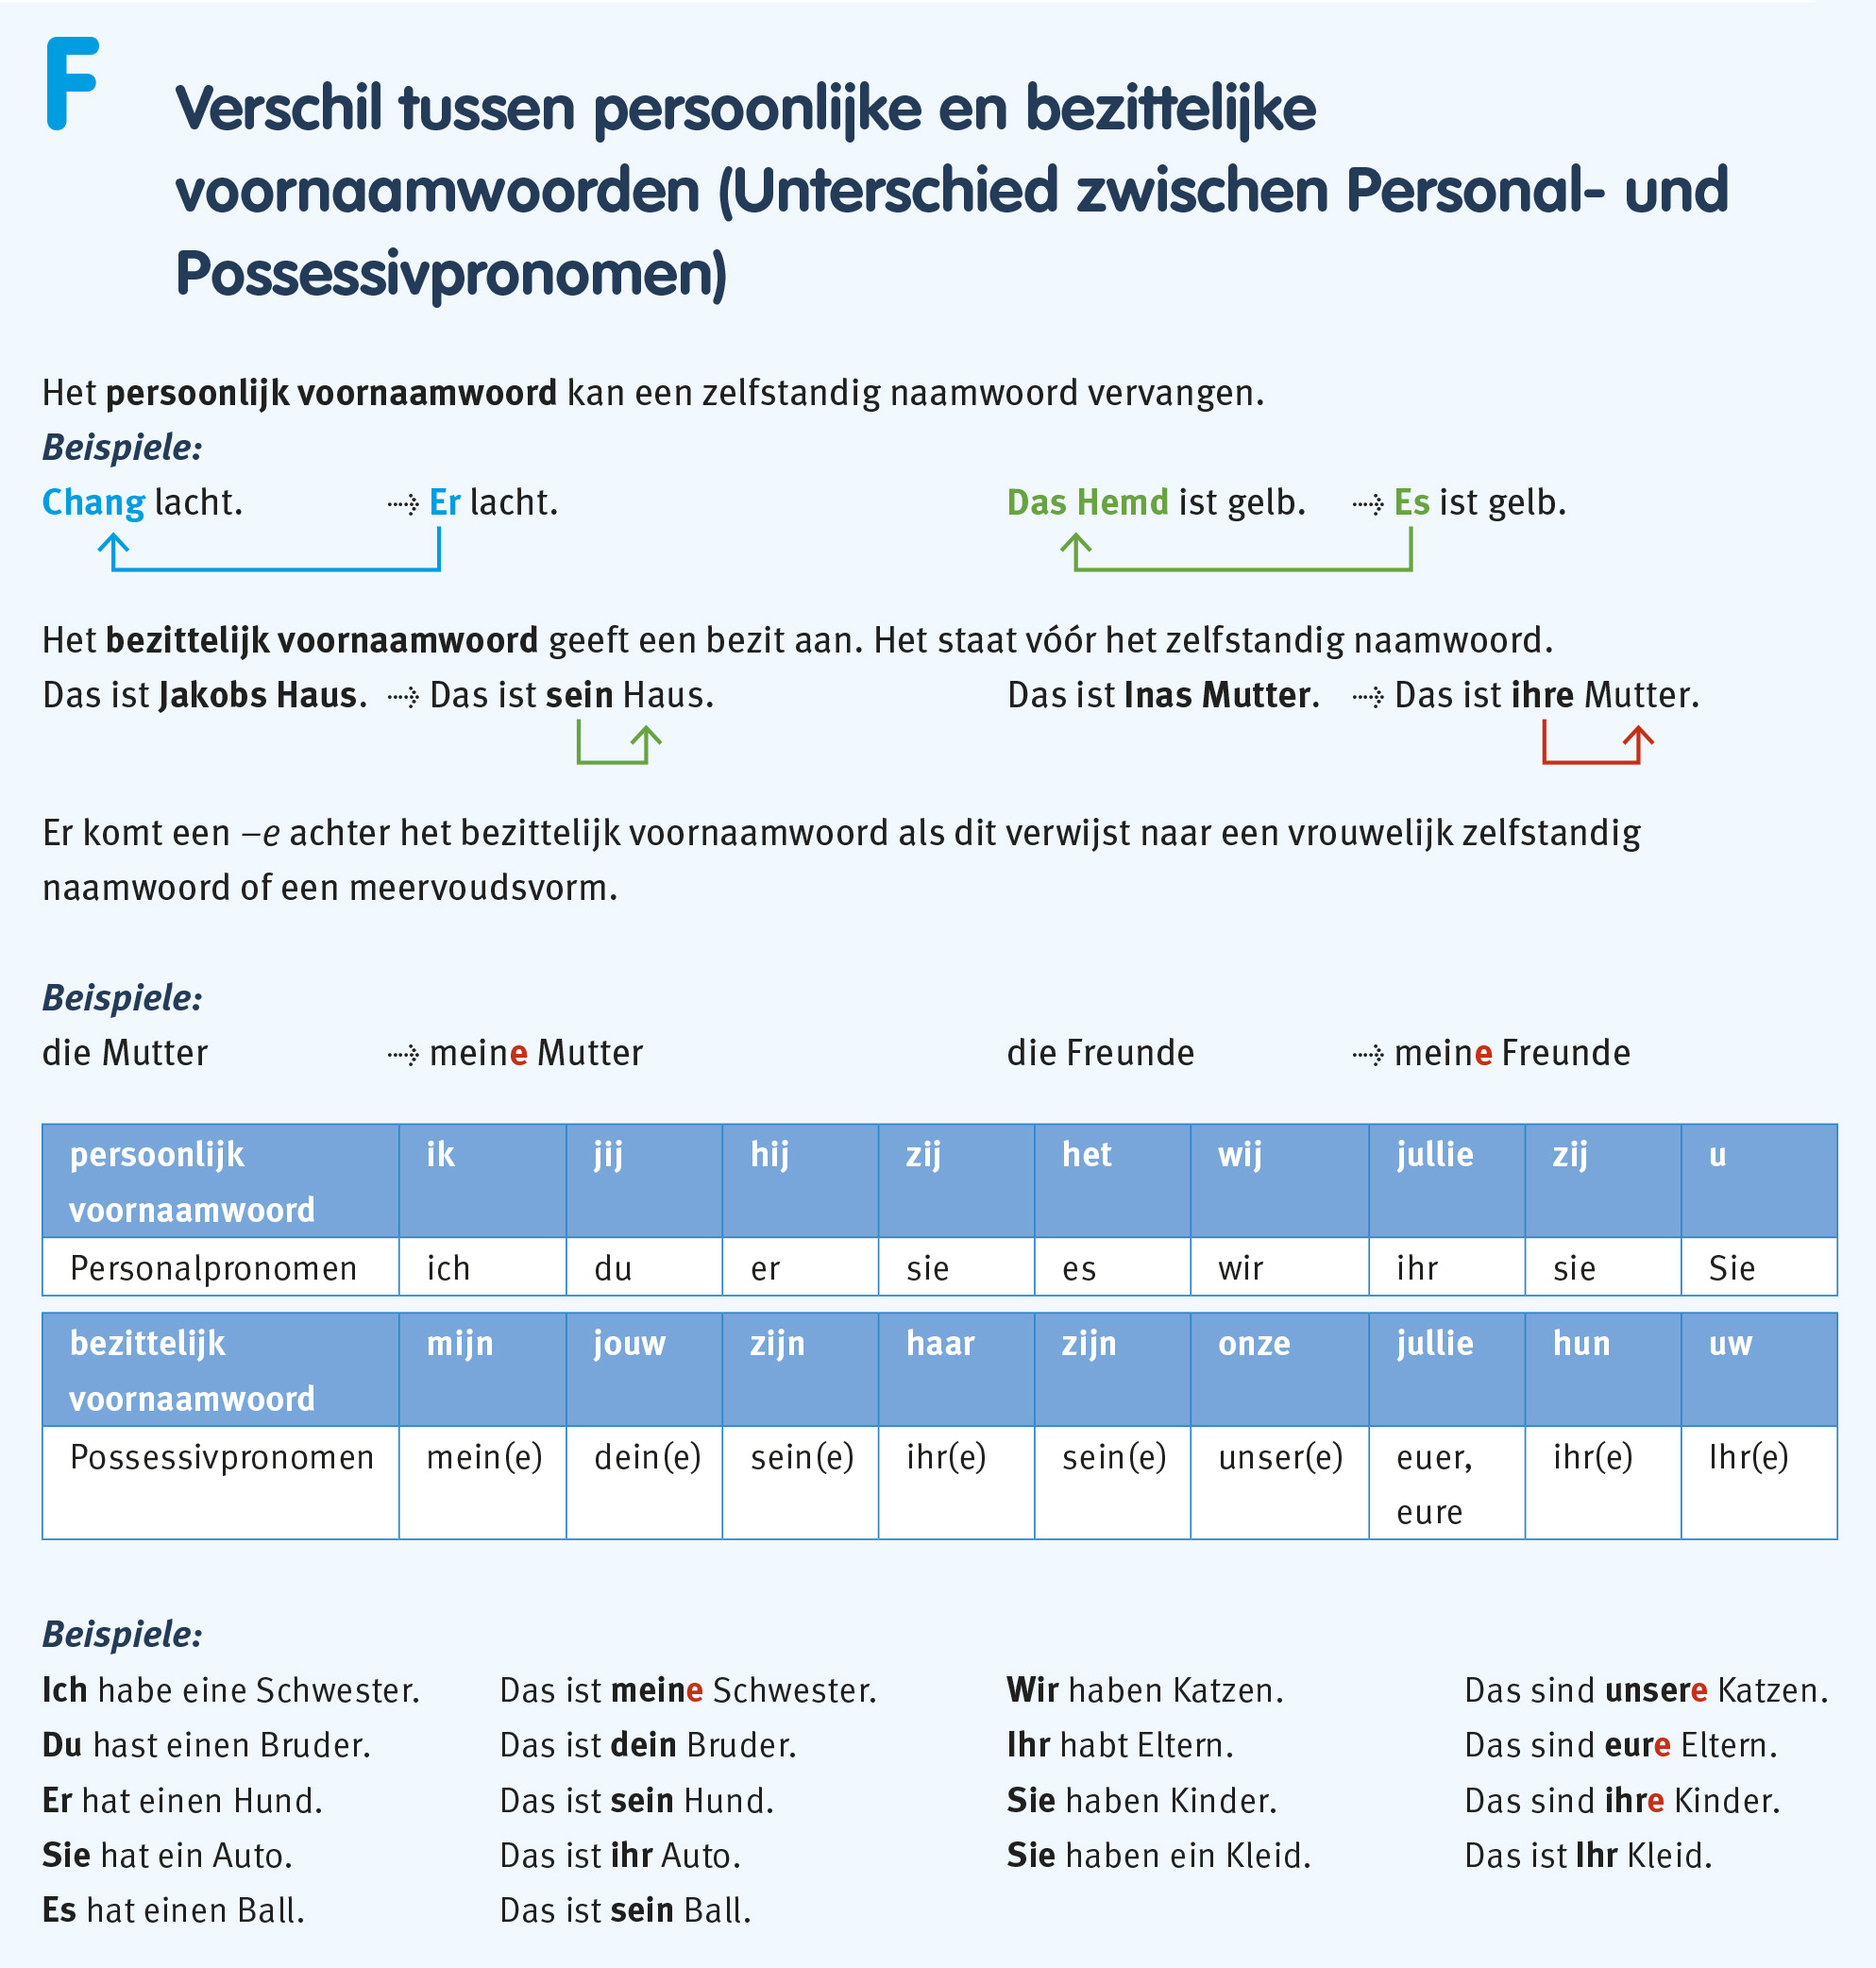 F
Verschil tussen persoonlijke en bezittelijke
voornaamwoorden (Unterschied zwischen Personal- und
Possessivpronomen)
Het persoonlijk voornaamwoord kan een zelfstandig naamwoord vervangen.
Beispiele:
Chang lacht. → Er lacht. Das Hemd ist gelb. → Es ist gelb.
Het bezittelijk voornaamwoord geeft een bezit aan. Het staat vóór het zelfstandig naamwoord.
Das ist Jakobs Haus. → Das ist sein Haus. Das ist Inas Mutter. → Das ist ihre Mutter.
Er komt een –e achter het bezittelijk voornaamwoord als dit verwijst naar een vrouwelijk zelfstandig
naamwoord of een meervoudsvorm.
Beispiele:
die Mutter → meine Mutter die Freunde → meine Freunde
persoonlijk ik jij hij zij het wij jullie zij u
voornaamwoord
Personalpronomen ich du er sie es wir ihr sie Sie
bezittelijk mijn jouw zijn haar zijn onze jullie hun uw
voornaamwoord
Possessivpronomen mein(e) dein(e) sein(e) ihr(e) sein(e) unser(e) euer, ihr(e) Ihr(e)
eure
Beispiele:
Ich habe eine Schwester. Das ist meine Schwester. Wir haben Katzen. Das sind unsere Katzen.
Du hast einen Bruder. Das ist dein Bruder. Ihr habt Eltern. Das sind eure Eltern.
Er hat einen Hund. Das ist sein Hund. Sie haben Kinder. Das sind ihre Kinder.
Sie hat ein Auto. Das ist ihr Auto. Sie haben ein Kleid. Das ist Ihr Kleid.
Es hat einen Ball. Das ist sein Ball.